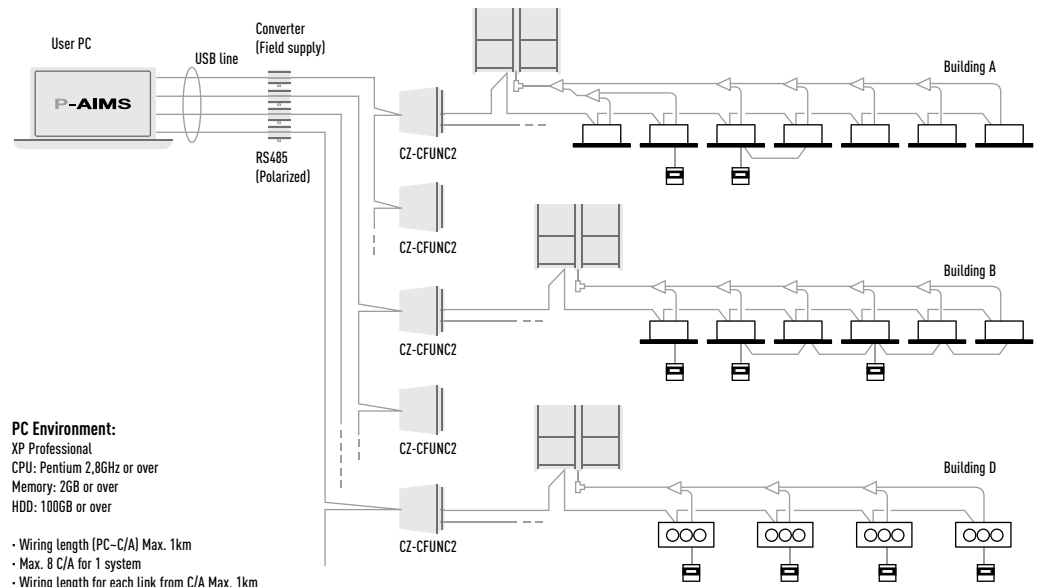 User PC
USB line
Converter
(Field supply)
P-AIMS
RS485
(Polarized)
CZ-CFUNC2
Building A
CZ-CFUNC2
CZ-CFUNC2
Building B
CZ-CFUNC2
CZ-CFUNC2
Building D
PC Environment:
XP Professional
CPU: Pentium 2,8GHz or over
Memory: 2GB or over
HDD: 100GB or over
· Wiring length (PC~C/A) Max. 1km
· Max. 8 C/A for 1 system
· Wiring length for each link from C/A Max. 1km